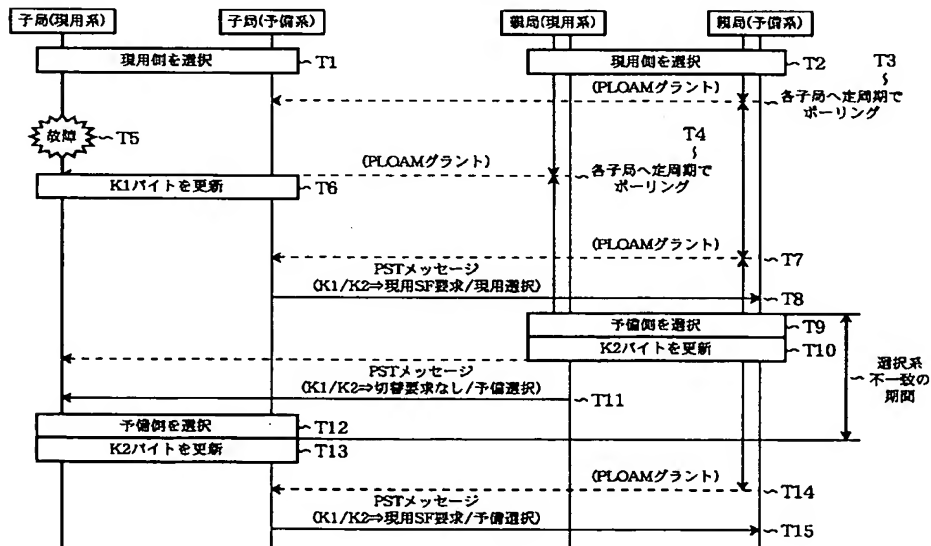 子局(現用系)
子局(予備系)
親局(現用系)
親局(予備系)
現用側を選択
T1
現用側を選択
T2
T3
(PLOAMグラント)
各子局へ定周期で
ポーリング
故障
T5
T4
(PLOAMグラント)
各子局へ定周期で
ポーリング
K1バイトを更新
T6
(PLOAMグラント)
T7
PSTメッセージ
(K1/K2⇒現用SF要求/現用選択)
T8
予備側を選択
T9
K2バイトを更新
T10
選択系
不一致の
期間
PSTメッセージ
(K1/K2⇒切替要求なし/予備選択)
T11
予備側を選択
T12
K2バイトを更新
T13
(PLOAMグラント)
T14
PSTメッセージ
(K1/K2⇒現用SF要求/予備選択)
T15